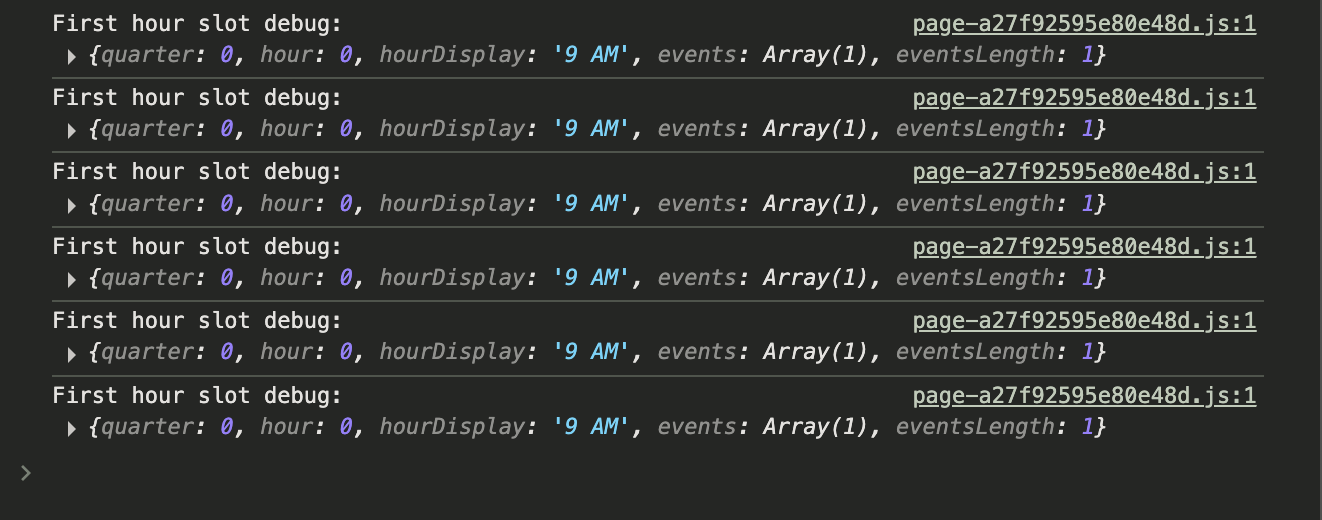 First hour slot debug: page-a27f92595e80e48d.js:1
{quarter: 0, hour: 0, hourDisplay: '9 AM', events: Array(1), eventsLength: 1}
First hour slot debug: page-a27f92595e80e48d.js:1
{quarter: 0, hour: 0, hourDisplay: '9 AM', events: Array(1), eventsLength: 1}
First hour slot debug: page-a27f92595e80e48d.js:1
{quarter: 0, hour: 0, hourDisplay: '9 AM', events: Array(1), eventsLength: 1}
First hour slot debug: page-a27f92595e80e48d.js:1
{quarter: 0, hour: 0, hourDisplay: '9 AM', events: Array(1), eventsLength: 1}
First hour slot debug: page-a27f92595e80e48d.js:1
{quarter: 0, hour: 0, hourDisplay: '9 AM', events: Array(1), eventsLength: 1}
First hour slot debug: page-a27f92595e80e48d.js:1
{quarter: 0, hour: 0, hourDisplay: '9 AM', events: Array(1), eventsLength: 1}